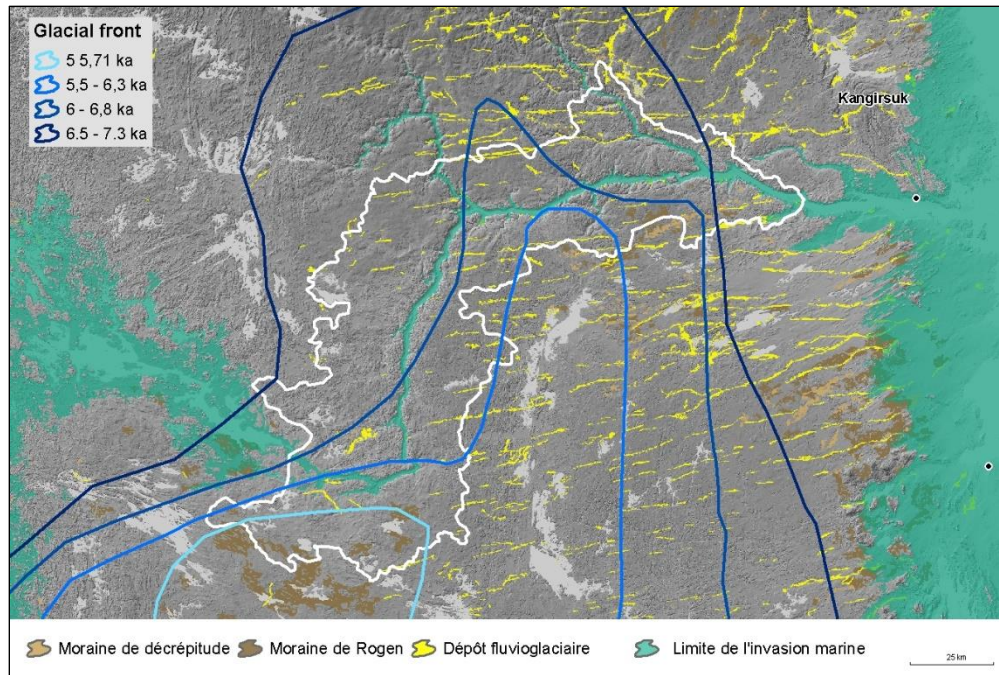 Glacial front
5 5,71 ka
5,5 - 6,3 ka
6 - 6,8 ka
6.5 - 7.3 ka
Kangirsuk
Moraine de décrépitude Moraine de Rogen Dépôt fluvioglaciaire Limite de l'invasion marine
25 km